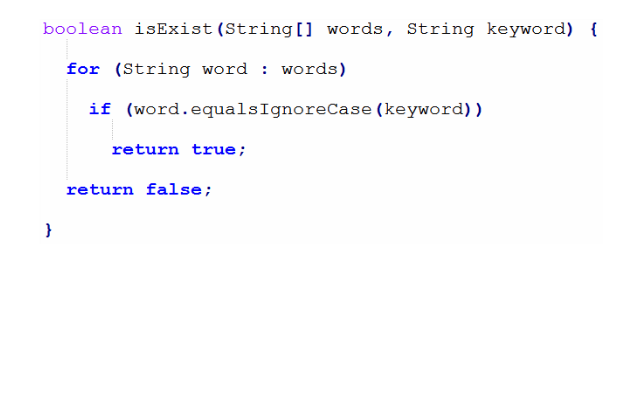 boolean isExist(String[] words, String keyword) {
for (String word : words)
if (word.equalsIgnoreCase(keyword))
return true;
return false;
}